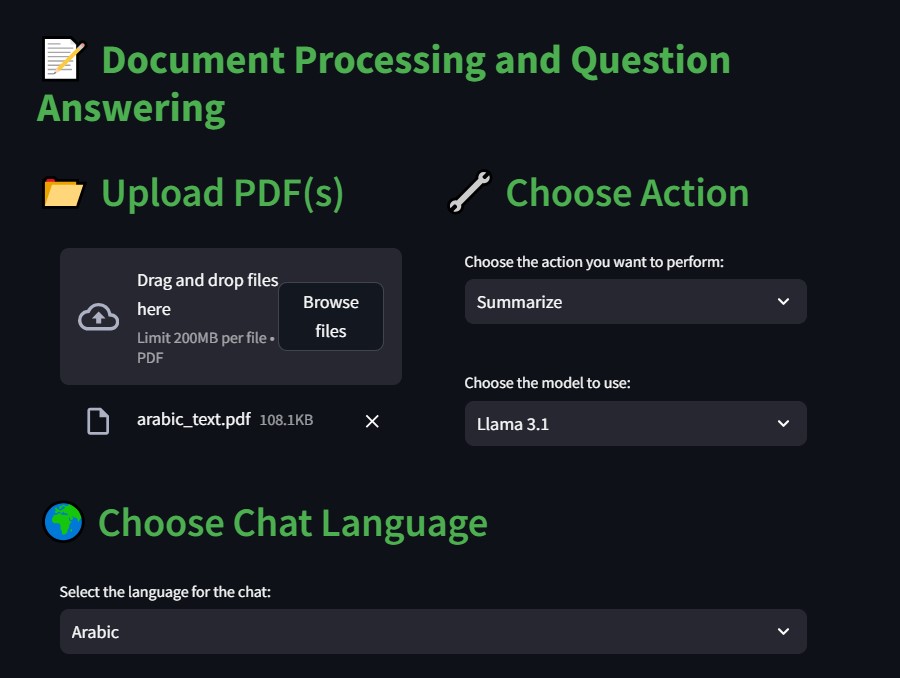 Document Processing and Question
Answering
Upload PDF(s)
Drag and drop files
here
Limit 200MB per file •
PDF
Browse
files
arabic_text.pdf 108.1KB
Choose Action
Choose the action you want to perform:
Summarize
Choose the model to use:
Llama 3.1
Choose Chat Language
Select the language for the chat:
Arabic